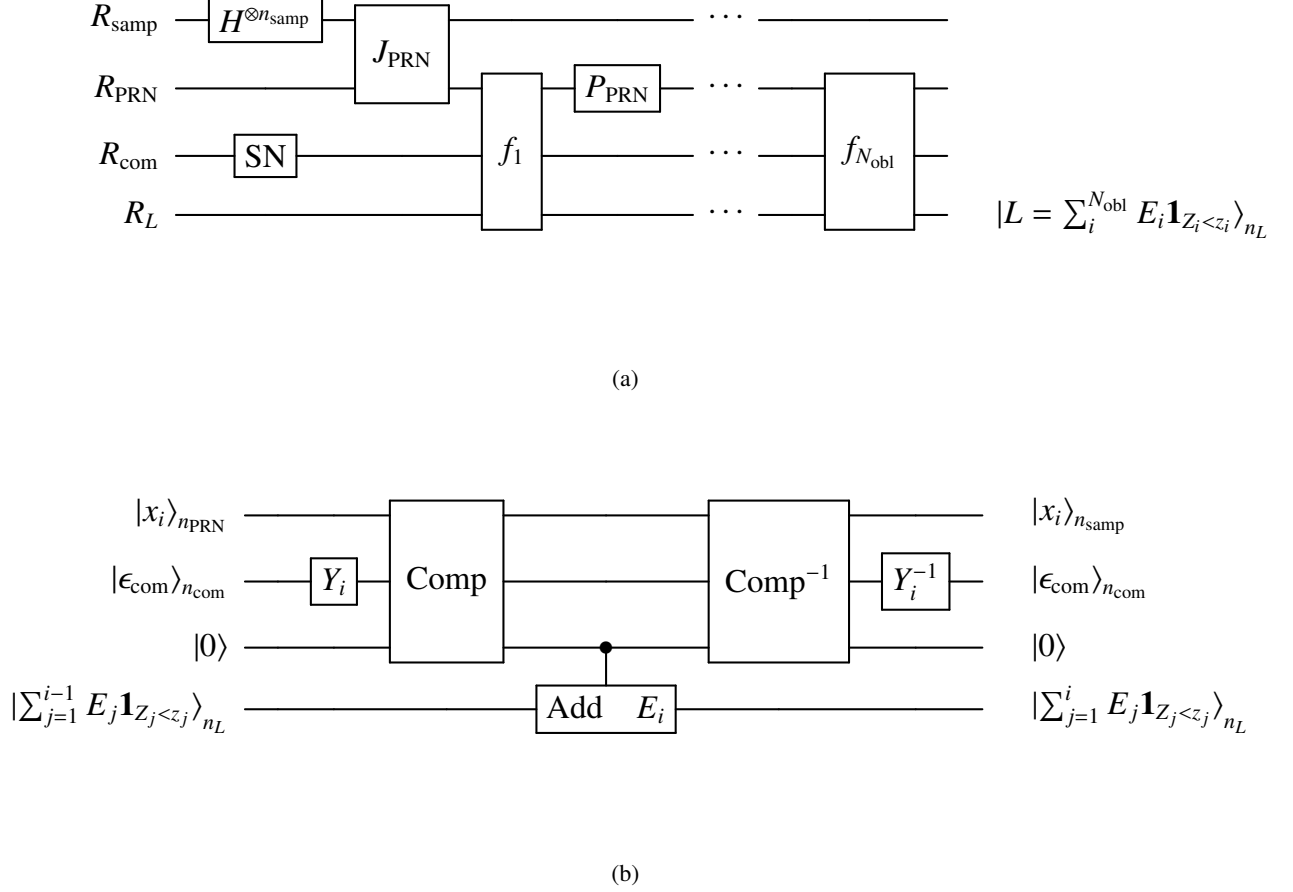 R_samp H^{⊗n_samp} J_PRN ···
R_PRN f_1 P_PRN ··· f_{N_obl}
R_com SN ···
R_L ··· |L = ∑_i^{N_obl} E_i 𝟏_{Z_i<z_i}⟩_{n_L}
(a)
|x_i⟩_{n_PRN} |x_i⟩_{n_samp}
|ϵ_com⟩_{n_com} Y_i Comp Comp^{−1} Y_i^{−1} |ϵ_com⟩_{n_com}
|0⟩ |0⟩
|∑_{j=1}^{i−1} E_j 𝟏_{Z_j<z_j}⟩_{n_L} Add E_i |∑_{j=1}^{i} E_j 𝟏_{Z_j<z_j}⟩_{n_L}
(b)